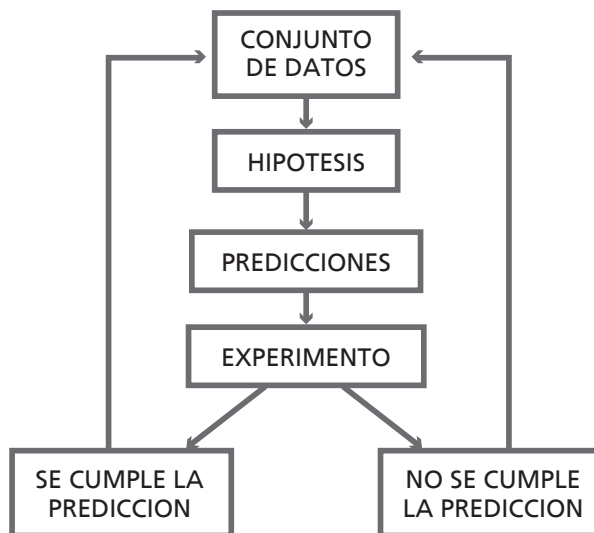 CONJUNTO
DE DATOS
HIPOTESIS
PREDICCIONES
EXPERIMENTO
SE CUMPLE LA
PREDICCION
NO SE CUMPLE
LA PREDICCION